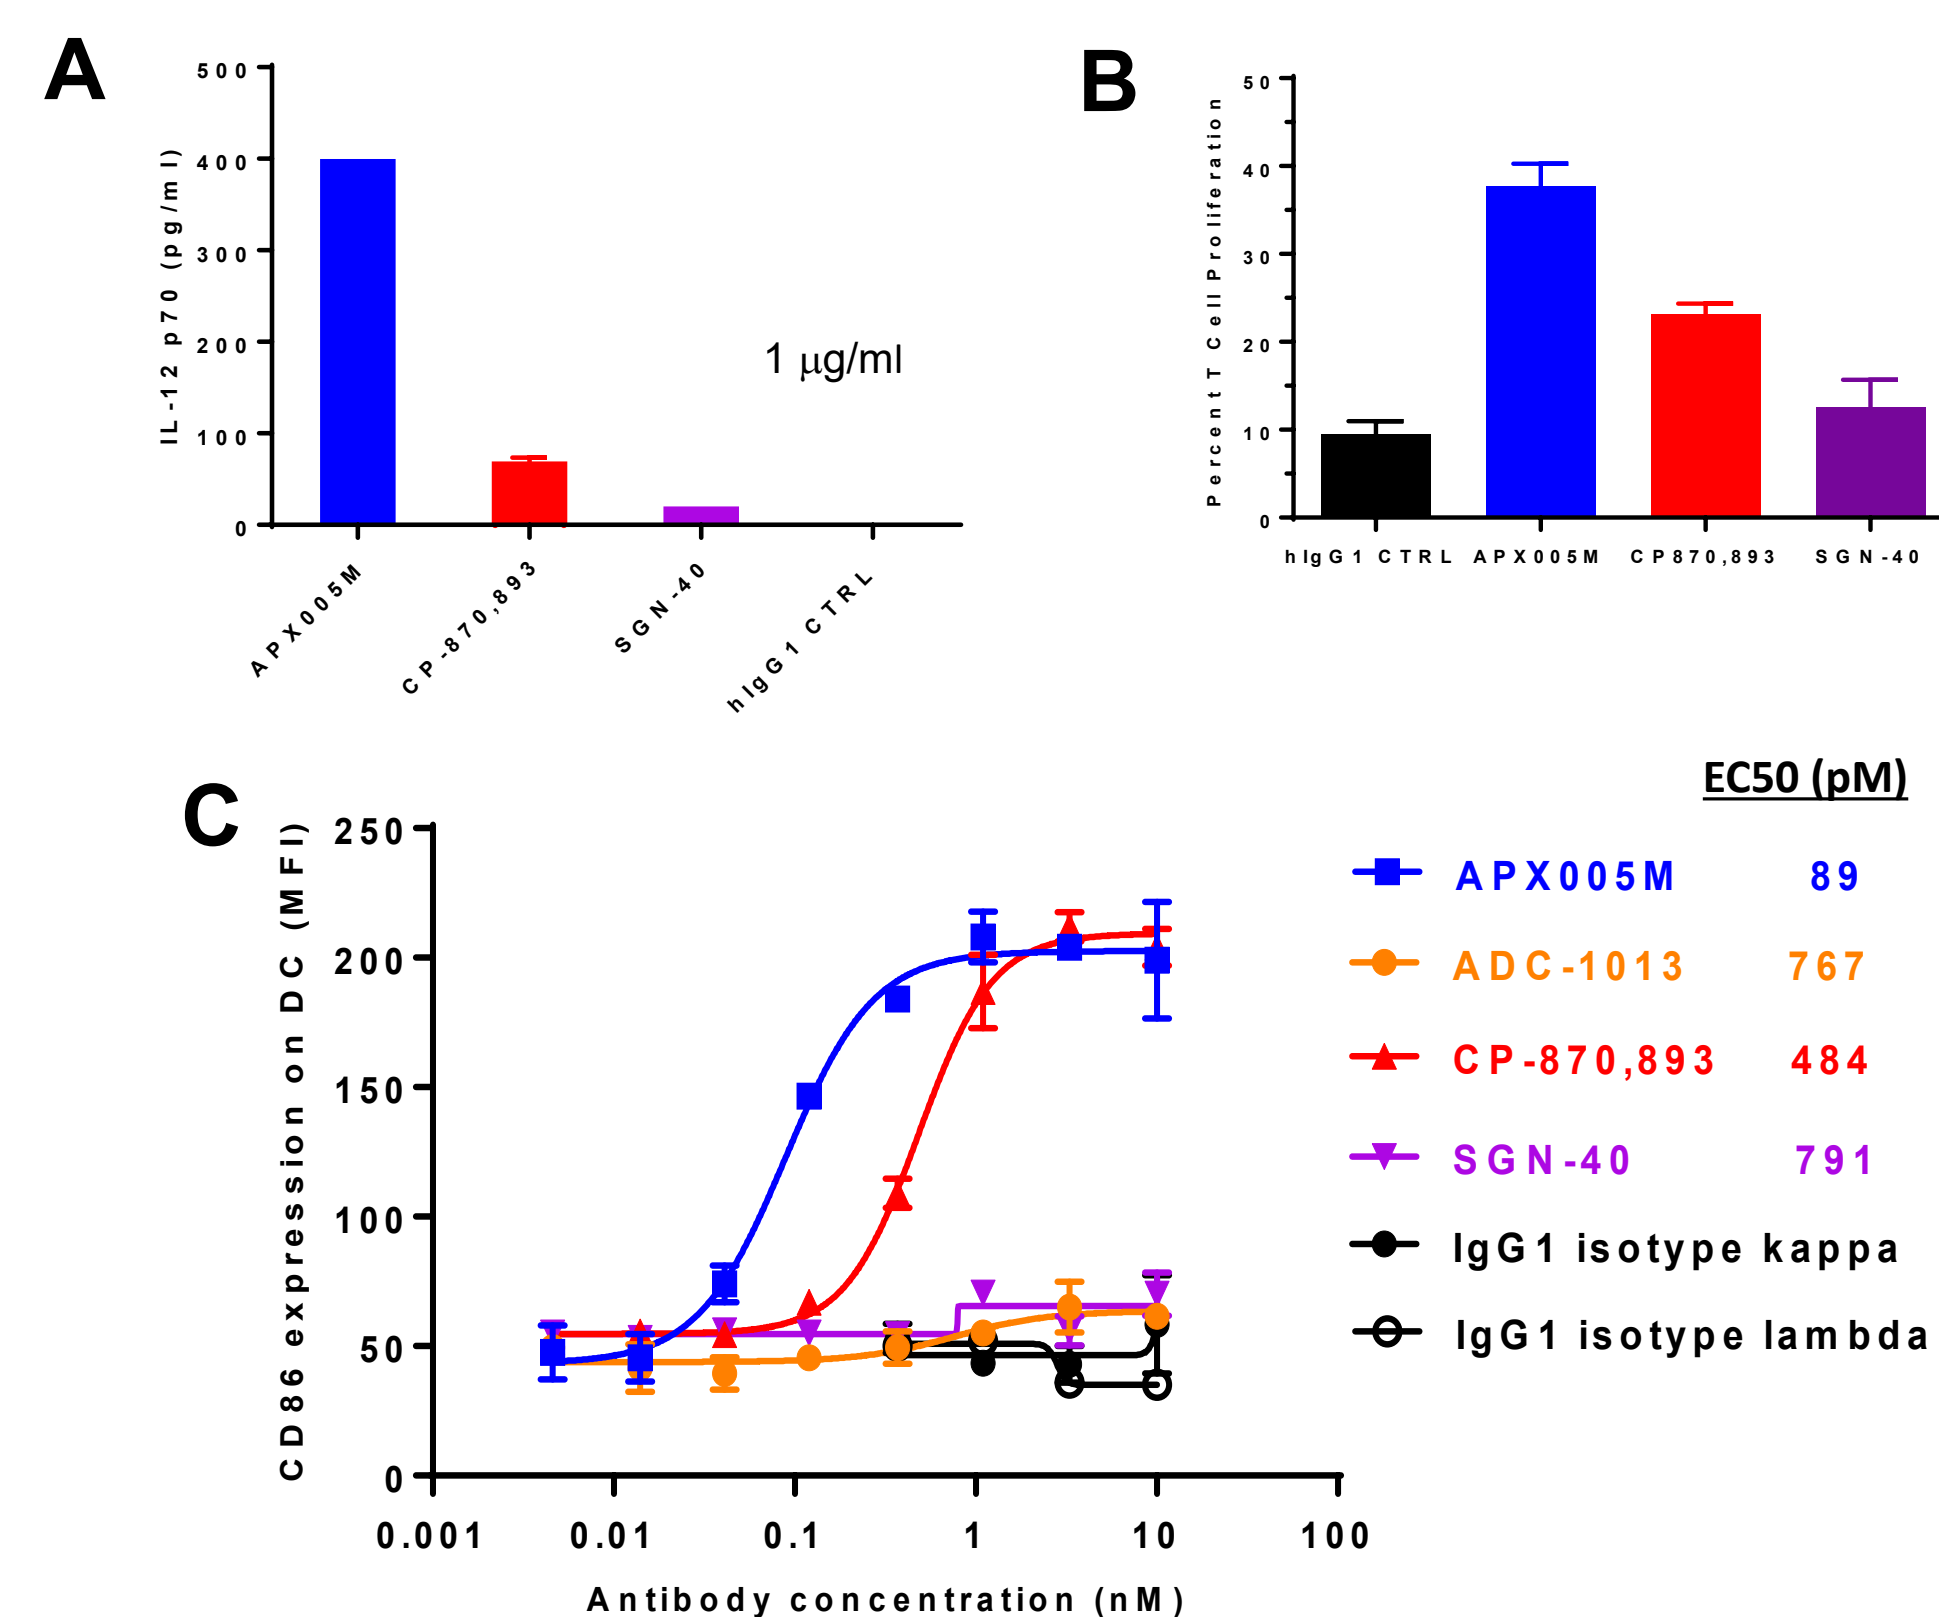 A
IL-12 p70 (pg/ml)
500
400
300
200
100
0
1 μg/ml
APX005M
CP-870,893
SGN-40
hIgG1 CTRL
B
Percent T Cell Proliferation
50
40
30
20
10
0
hIgG1 CTRL APX005M CP870,893 SGN-40
C
CD86 expression on DC (MFI)
250
200
150
100
50
0
0.001 0.01 0.1 1 10 100
Antibody concentration (nM)
EC50 (pM)
APX005M 89
ADC-1013 767
CP-870,893 484
SGN-40 791
IgG1 isotype kappa
IgG1 isotype lambda